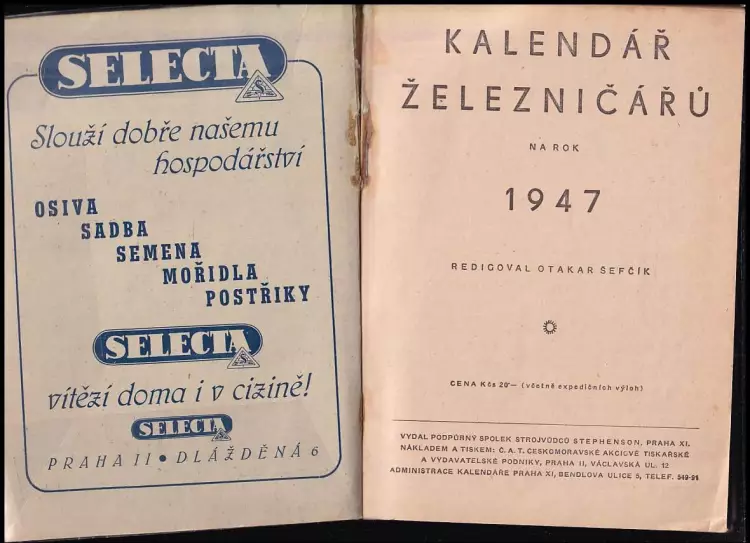 SELECTA
Slouží dobře našemu
hospodářství
OSIVA
SADBA
SEMENA
MOŘIDLA
POSTŘIKY
SELECTA
vítězí doma i v cizině!
SELECTA
PRAHA II • DLÁŽDĚNÁ 6
KALENDÁŘ
ŽELEZNIČÁŘŮ
NA ROK
1947
REDIGOVAL OTAKAR ŠEFČÍK
CENA Kčs 20·— (včetně expedičních výloh)
VYDAL PODPŮRNÝ SPOLEK STROJVŮDCŮ STEPHENSON, PRAHA XI.
NÁKLADEM A TISKEM: Č. A. T. ČESKOMORAVSKÉ AKCIOVÉ TISKAŘSKÉ
A VYDAVATELSKÉ PODNIKY, PRAHA II, VÁCLAVSKÁ UL. 12
ADMINISTRACE KALENDÁŘE PRAHA XI, BENDLOVA ULICE 5, TELEF. 549-91